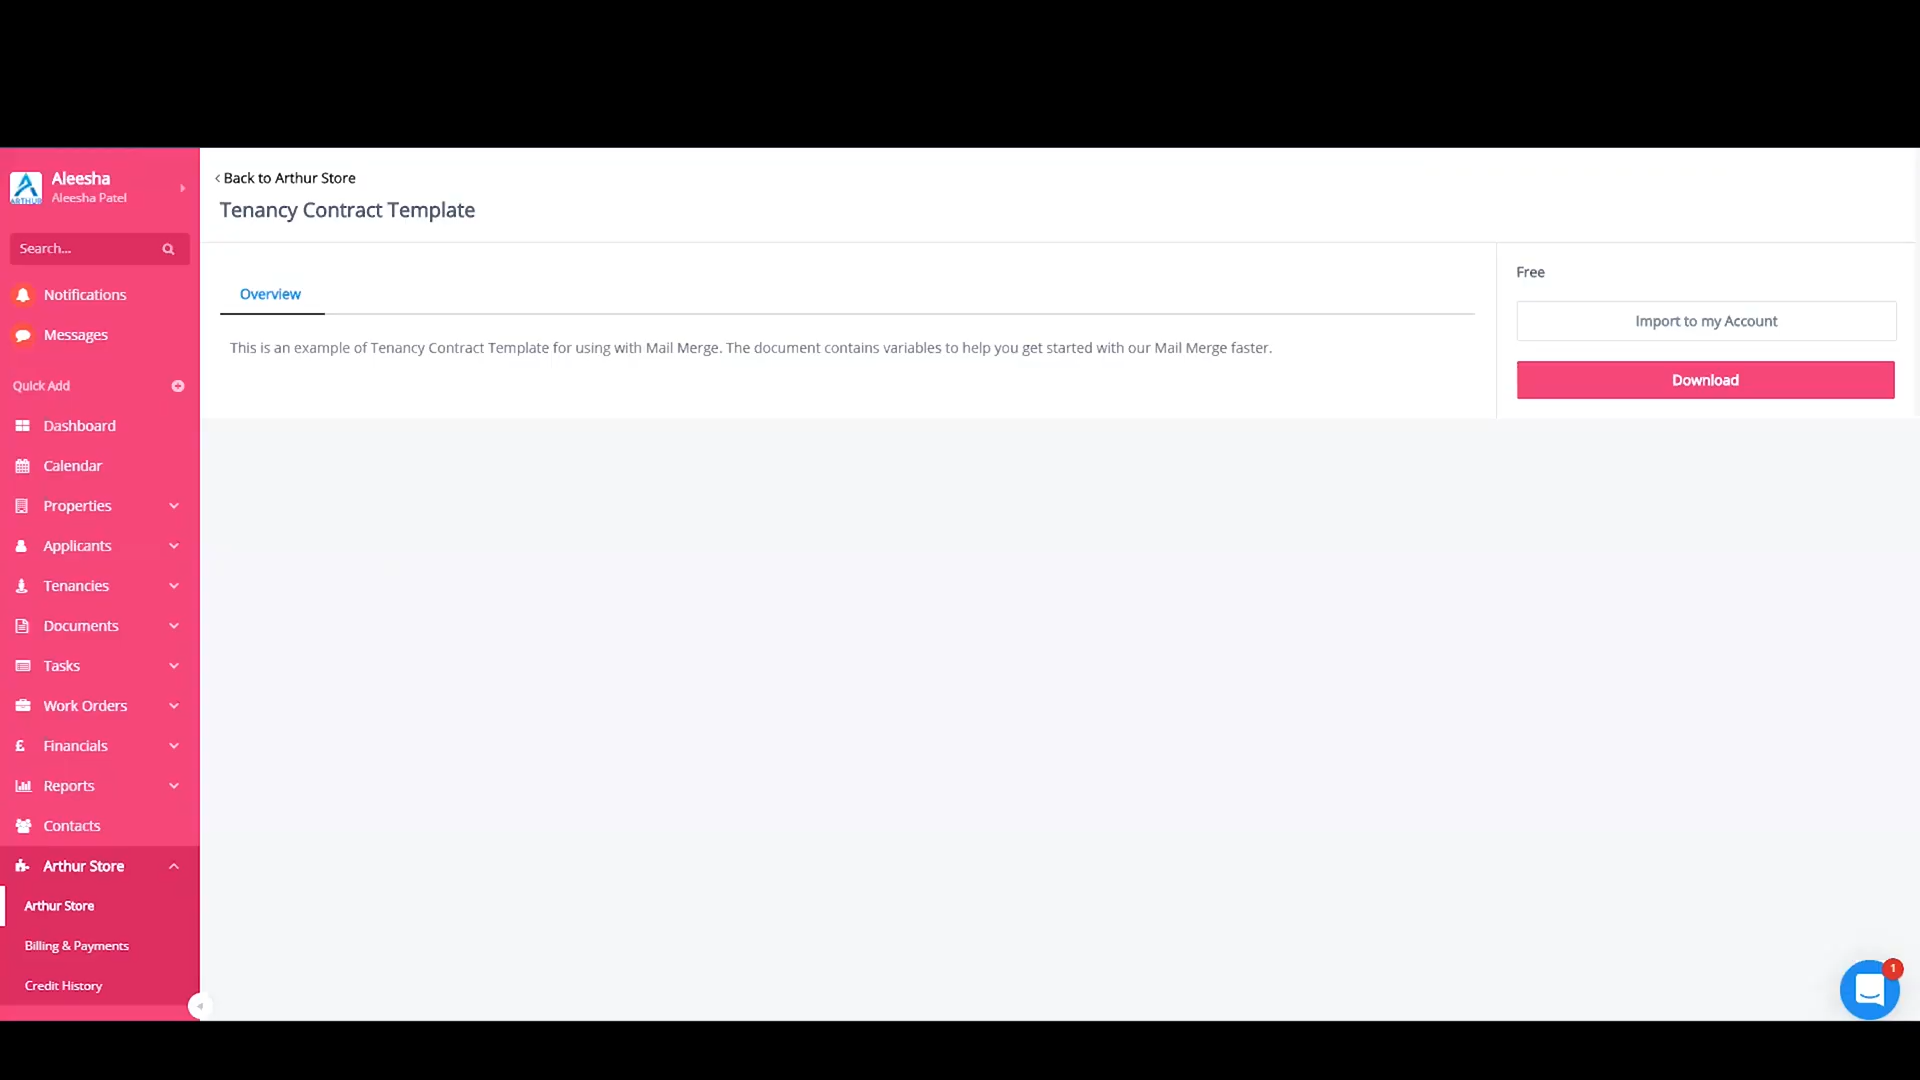 Aleesha
Aleesha Patel
ARTHUR
Search...
Notifications
Messages
Quick Add
Dashboard
Calendar
Properties
Applicants
Tenancies
Documents
Tasks
Work Orders
£ Financials
Reports
Contacts
Arthur Store
Arthur Store
Billing & Payments
Credit History
< Back to Arthur Store
Tenancy Contract Template
Overview
This is an example of Tenancy Contract Template for using with Mail Merge. The document contains variables to help you get started with our Mail Merge faster.
Free
Import to my Account
Download
1